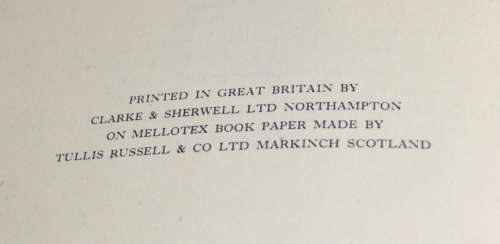 PRINTED IN GREAT BRITAIN BY
CLARKE & SHERWELL LTD NORTHAMPTON
ON MELLOTEX BOOK PAPER MADE BY
TULLIS RUSSELL & CO LTD MARKINCH SCOTLAND